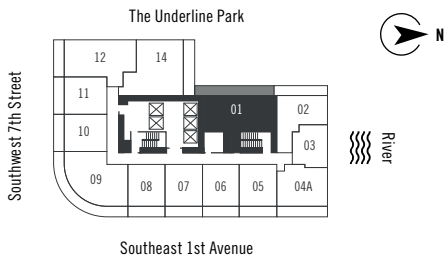 The Underline Park
N
12
14
11
01
02
10
03
09
08
07
06
05
04A
Southwest 7th Street
River
Southeast 1st Avenue